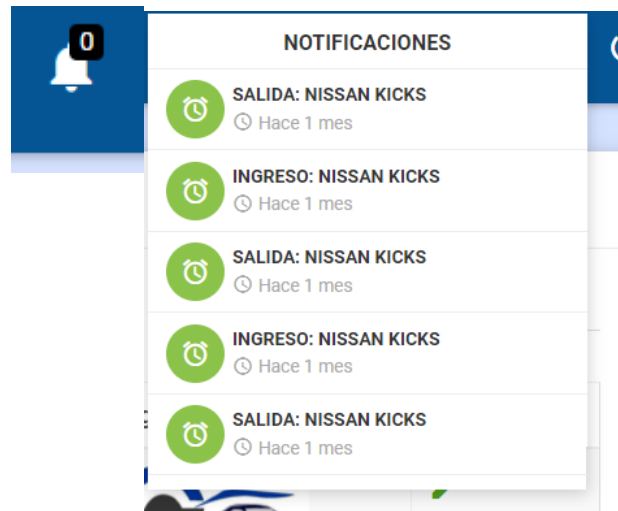 0
NOTIFICACIONES
SALIDA: NISSAN KICKS
Hace 1 mes
INGRESO: NISSAN KICKS
Hace 1 mes
SALIDA: NISSAN KICKS
Hace 1 mes
INGRESO: NISSAN KICKS
Hace 1 mes
SALIDA: NISSAN KICKS
Hace 1 mes